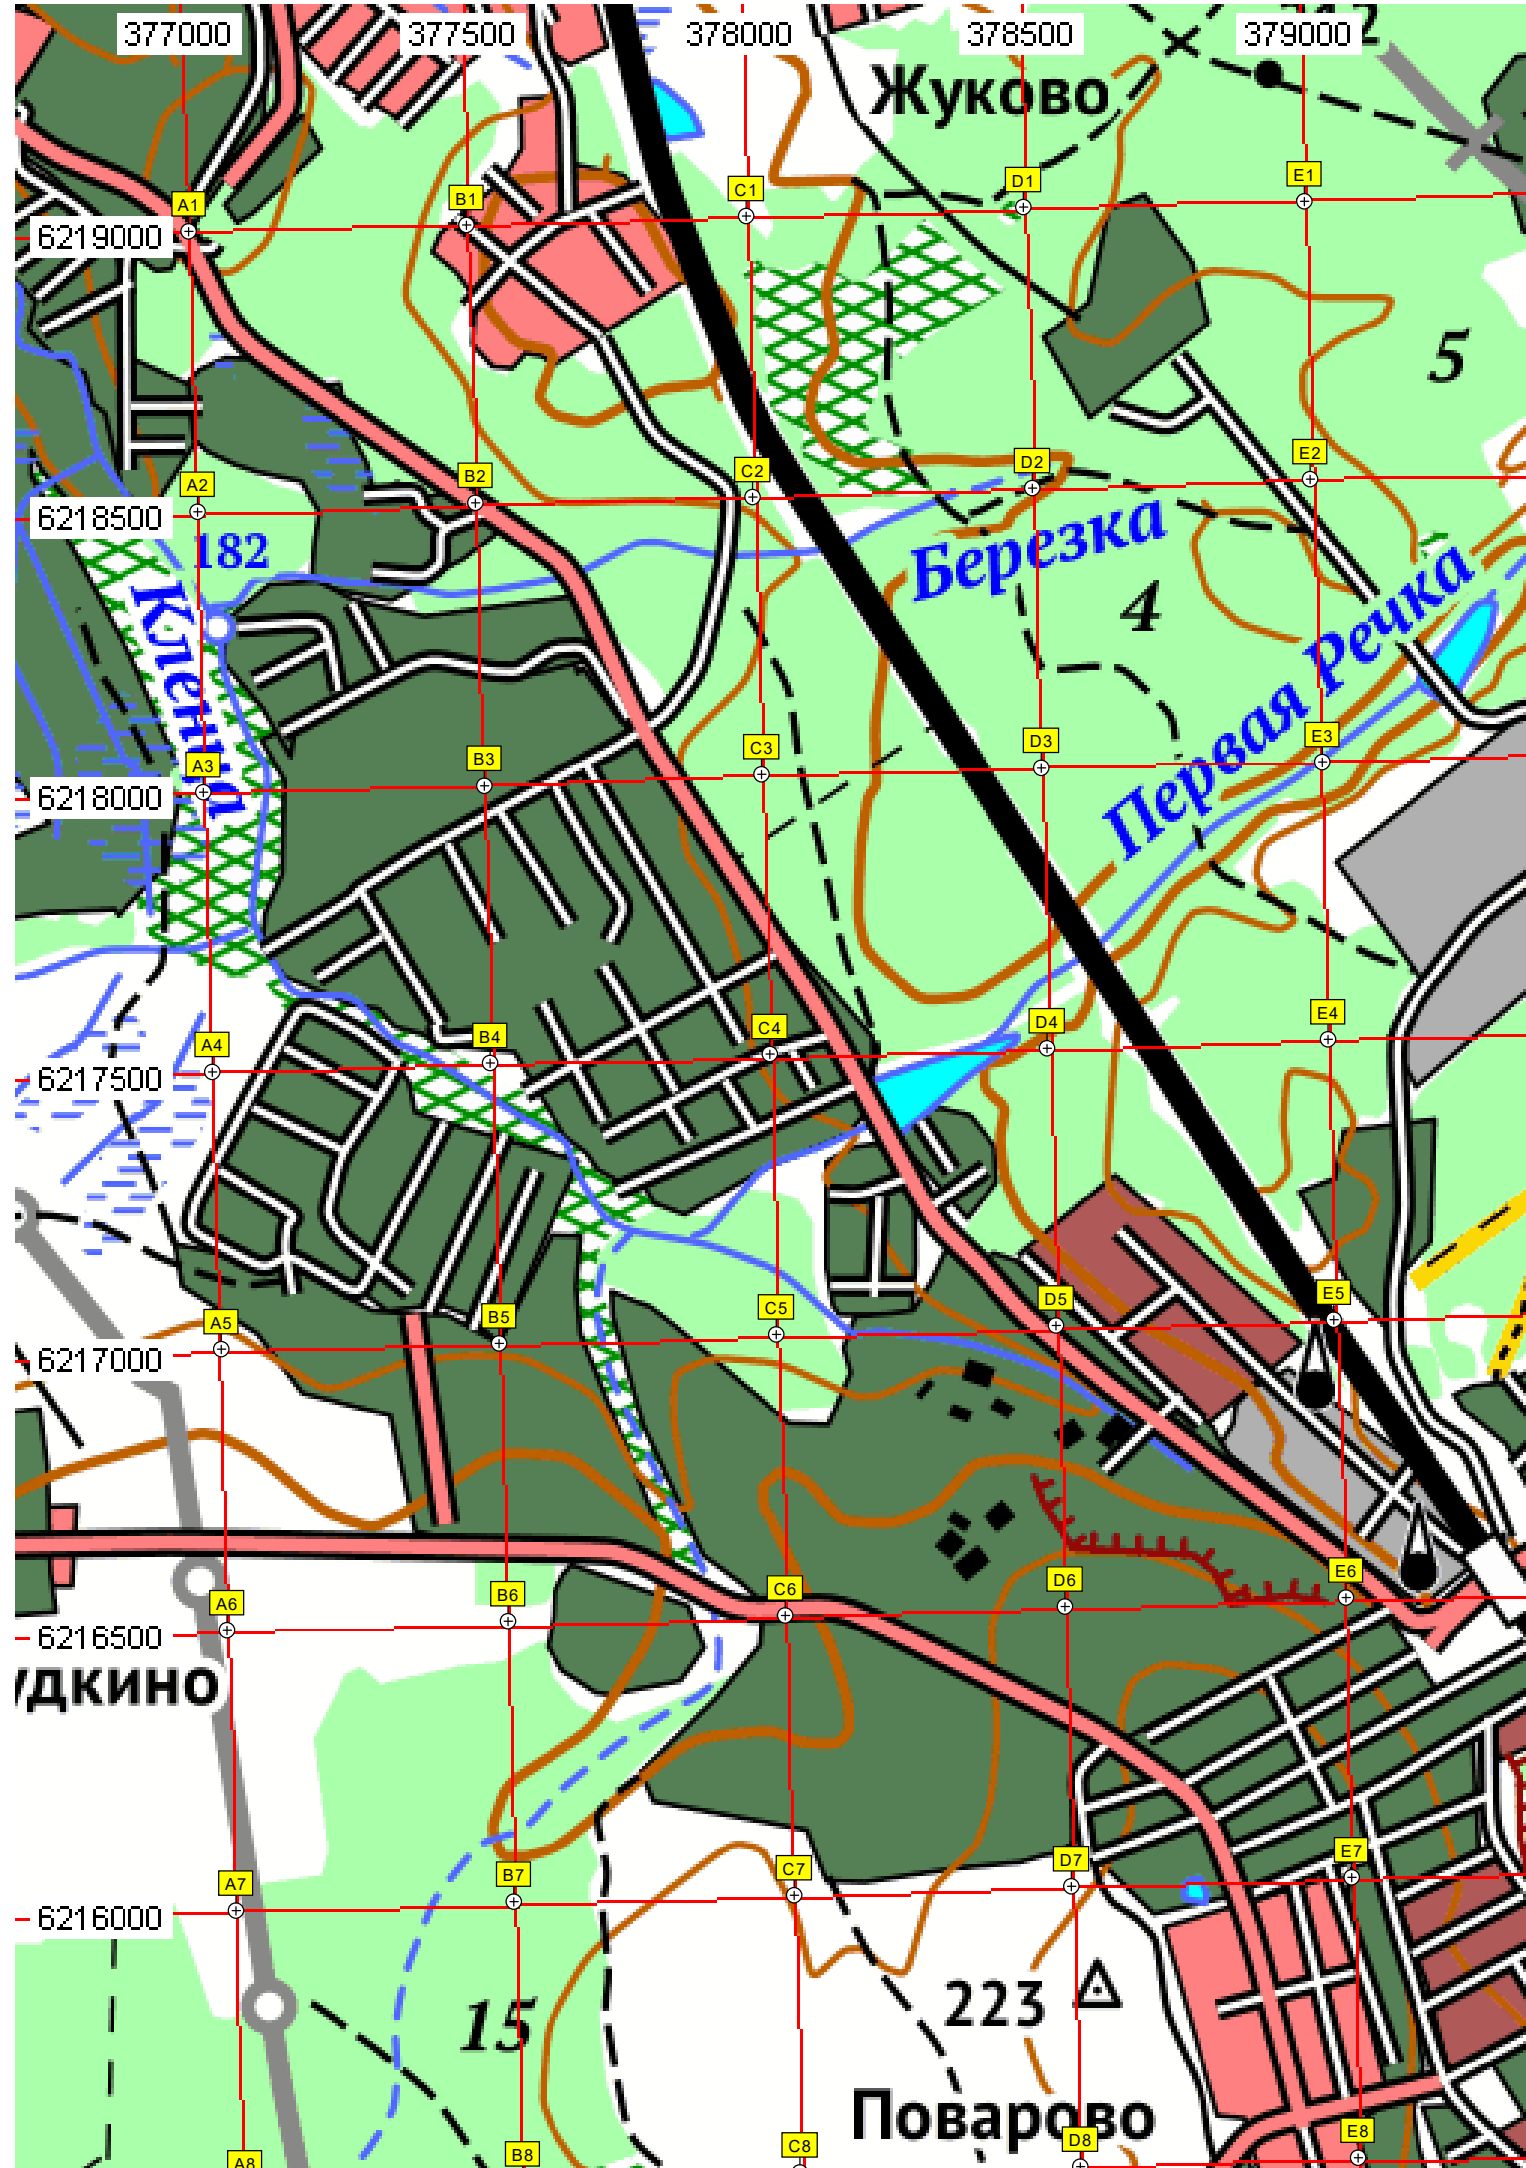 377000 377500 378000 378500 379000
Жуково
A1 B1 C1 D1 E1
6219000
5
A2 B2 C2 D2 E2
6218500
182
Березка
4
Кленка
Первая Речка
A3 B3 C3 D3 E3
6218000
A4 B4 C4 D4 E4
6217500
A5 B5 C5 D5 E5
6217000
A6 B6 C6 D6 E6
6216500
удкино
A7 B7 C7 D7 E7
6216000
15
223
Поварово
A8 B8 C8 D8 E8